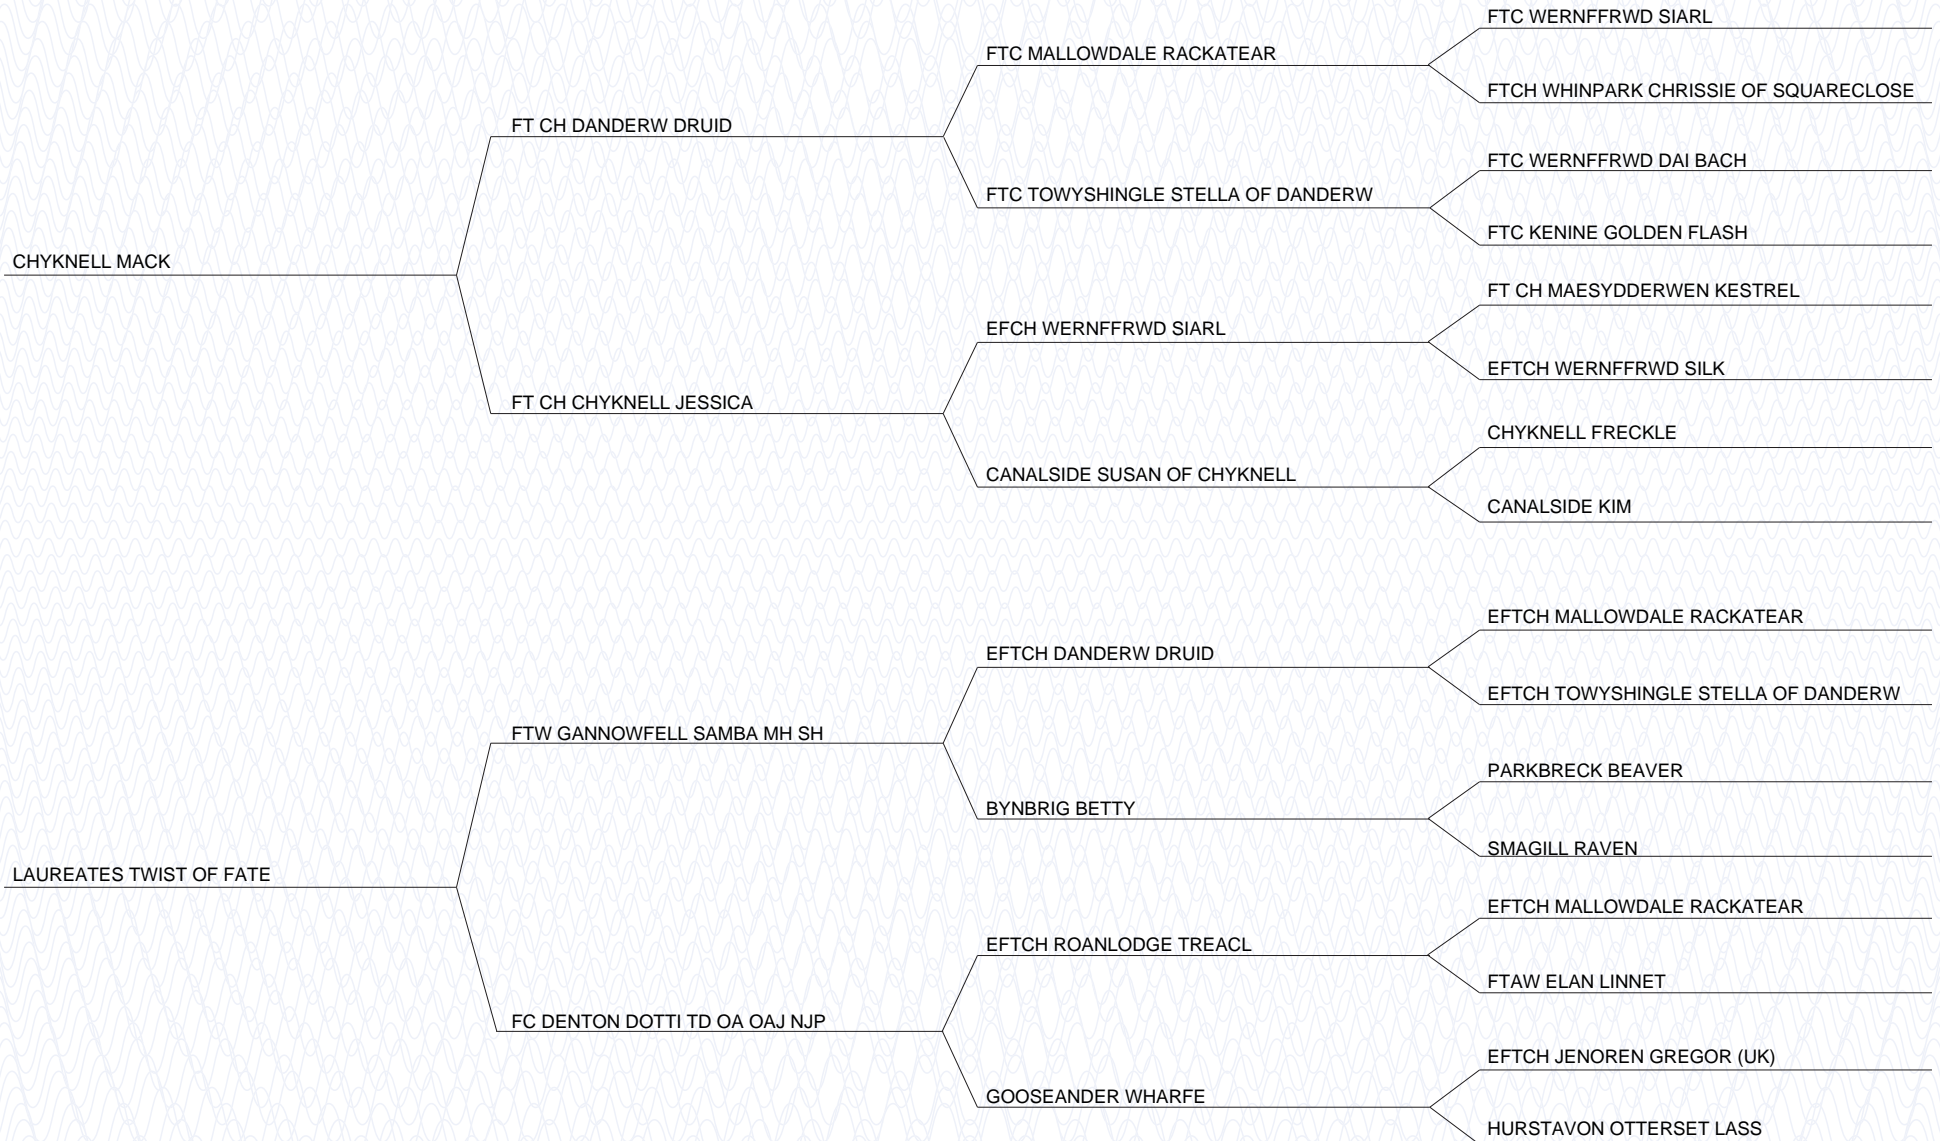 FTC WERNFFRWD SIARL
FTC MALLOWDALE RACKATEAR
FTCH WHINPARK CHRISSIE OF SQUARECLOSE
FT CH DANDERW DRUID
FTC WERNFFRWD DAI BACH
FTC TOWYSHINGLE STELLA OF DANDERW
FTC KENINE GOLDEN FLASH
CHYKNELL MACK
FT CH MAESYDDERWEN KESTREL
EFCH WERNFFRWD SIARL
EFTCH WERNFFRWD SILK
FT CH CHYKNELL JESSICA
CHYKNELL FRECKLE
CANALSIDE SUSAN OF CHYKNELL
CANALSIDE KIM
EFTCH MALLOWDALE RACKATEAR
EFTCH DANDERW DRUID
EFTCH TOWYSHINGLE STELLA OF DANDERW
FTW GANNOWFELL SAMBA MH SH
PARKBRECK BEAVER
BYNBRIG BETTY
SMAGILL RAVEN
LAUREATES TWIST OF FATE
EFTCH MALLOWDALE RACKATEAR
EFTCH ROANLODGE TREACL
FTAW ELAN LINNET
FC DENTON DOTTI TD OA OAJ NJP
EFTCH JENOREN GREGOR (UK)
GOOSEANDER WHARFE
HURSTAVON OTTERSET LASS